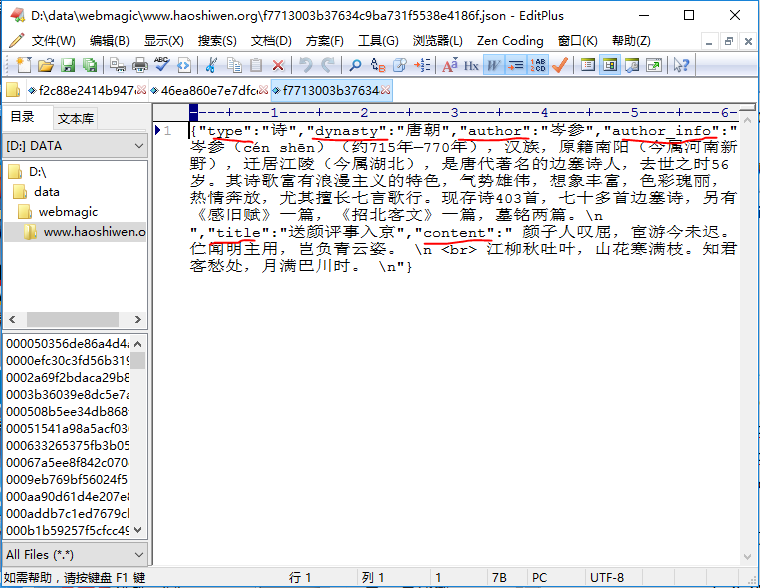 D:\data\webmagic\www.haoshiwen.org\f7713003b37634c9ba731f5538e4186f.json - EditPlus
文件(W) 编辑(B) 显示(X) 搜索(S) 文档(D) 方案(F) 工具(G) 浏览器(L) Zen Coding 窗口(K) 帮助(Z)
f2c88e2414b947 46ea860e7e7dfc f7713003b37634
目录 文本库
[D:] DATA
D:\
data
webmagic
www.haoshiwen.o
000050356de86a4d4
0000efc30c3fd56b319
0002a69f2bdaca29b8
0003b36039e8dc5e7
000508b5ee34db868
00051541a98a5acf03
000633265375fb3b05
00067a5ee8f842c070
0009eb769bf56024f5
000aa90d61d4e207e8
000addb7c1ed7679c
000b1b59257f5cfcc49
All Files (*.*)
----+----1----+----2----+----3----+----4----+----5----+----6-
1 {"type":"诗","dynasty":"唐朝","author":"岑参","author_info":"
岑参（cén shēn）（约715年—770年），汉族，原籍南阳（今属河南新
野），迁居江陵（今属湖北），是唐代著名的边塞诗人，去世之时56
岁。其诗歌富有浪漫主义的特色，气势雄伟，想象丰富，色彩瑰丽，
热情奔放，尤其擅长七言歌行。现存诗403首，七十多首边塞诗，另有
《感旧赋》一篇，《招北客文》一篇，墓铭两篇。\n
","title":"送颜评事入京","content":" 颜子人叹屈，宦游今未迟。
伫闻明主用，岂负青云姿。 \n <br> 江柳秋吐叶，山花寒满枝。知君
客愁处，月满巴川时。 \n"}
如需帮助，请按键盘 F1 键 行 1 列 1 1 7B PC UTF-8